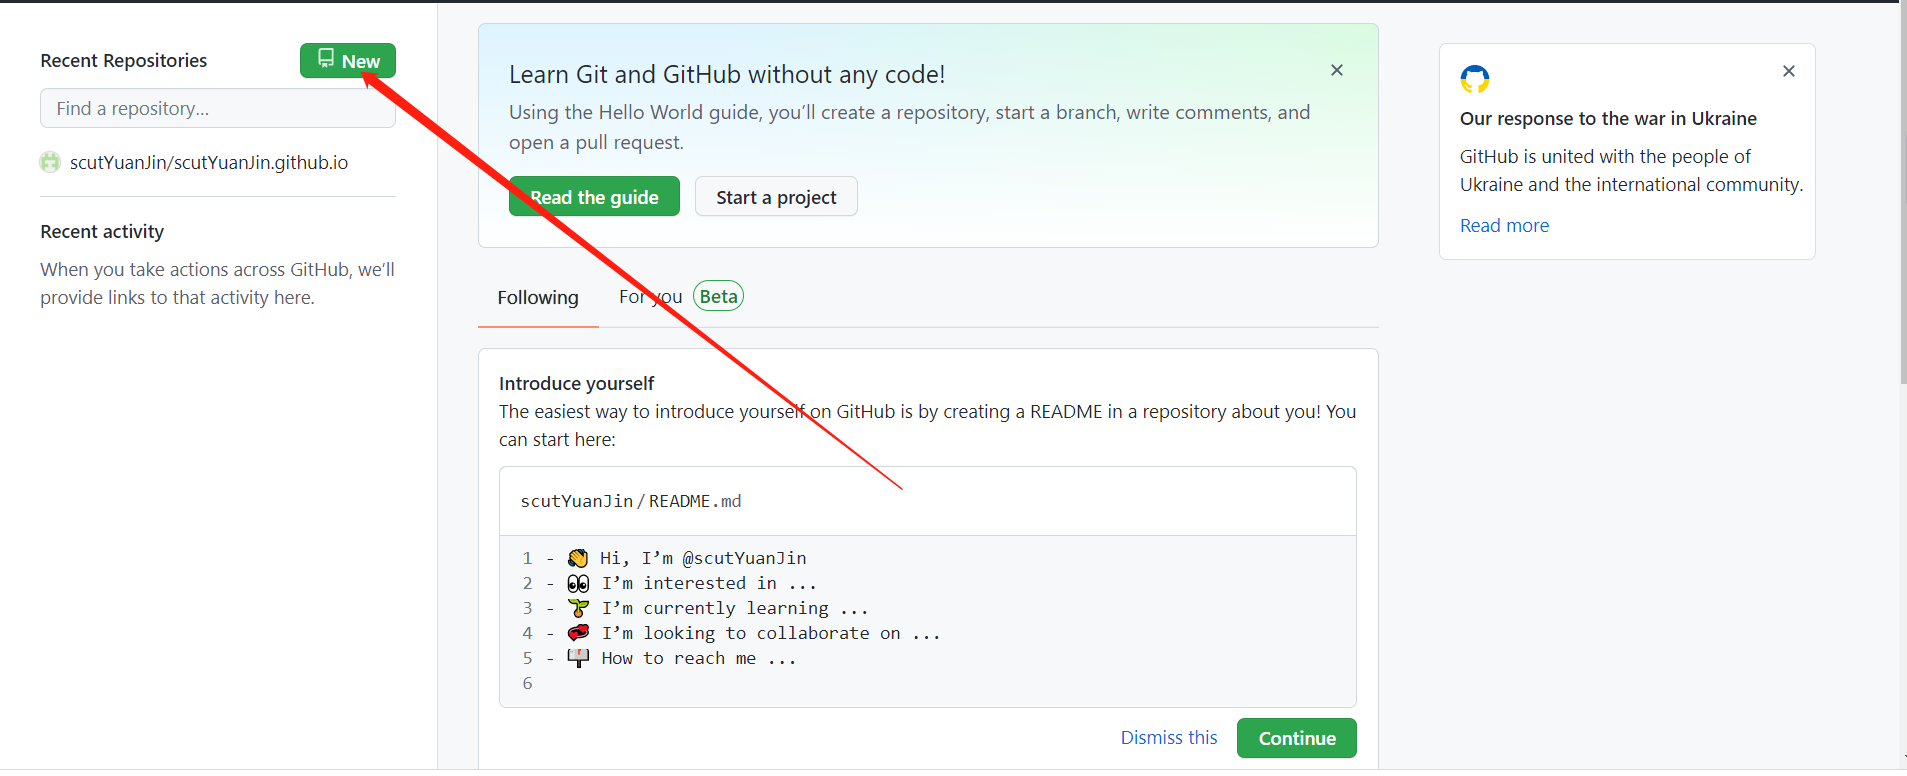 Recent Repositories
New
Find a repository…
scutYuanJin/scutYuanJin.github.io
Recent activity
When you take actions across GitHub, we’ll
provide links to that activity here.
Learn Git and GitHub without any code!
Using the Hello World guide, you’ll create a repository, start a branch, write comments, and
open a pull request.
Read the guide
Start a project
Following
For you
Beta
Introduce yourself
The easiest way to introduce yourself on GitHub is by creating a README in a repository about you! You
can start here:
scutYuanJin/README.md
1 - 👋 Hi, I’m @scutYuanJin
2 - 👀 I’m interested in ...
3 - 🌱 I’m currently learning ...
4 - 💞️ I’m looking to collaborate on ...
5 - 📫 How to reach me ...
6
Dismiss this
Continue
Our response to the war in Ukraine
GitHub is united with the people of
Ukraine and the international community.
Read more